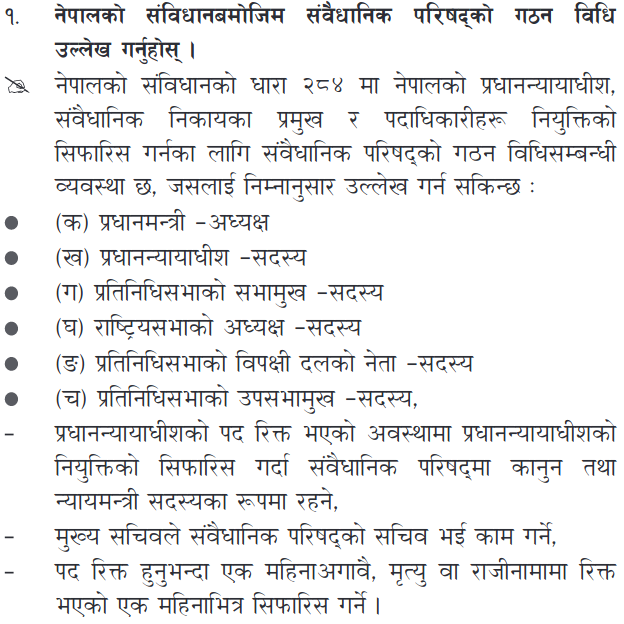 १. नेपालको संविधानबमोजिम संवैधानिक परिषद्को गठन विधि
उल्लेख गर्नुहोस् ।
नेपालको संविधानको धारा २८४ मा नेपालको प्रधानन्यायाधीश,
संवैधानिक निकायका प्रमुख र पदाधिकारीहरू नियुक्तिको
सिफारिस गर्नका लागि संवैधानिक परिषद्को गठन विधिसम्बन्धी
व्यवस्था छ, जसलाई निम्नानुसार उल्लेख गर्न सकिन्छ :
● (क) प्रधानमन्त्री –अध्यक्ष
● (ख) प्रधानन्यायाधीश –सदस्य
● (ग) प्रतिनिधिसभाको सभामुख –सदस्य
● (घ) राष्ट्रियसभाको अध्यक्ष –सदस्य
● (ङ) प्रतिनिधिसभाको विपक्षी दलको नेता –सदस्य
● (च) प्रतिनिधिसभाको उपसभामुख –सदस्य,
– प्रधानन्यायाधीशको पद रिक्त भएको अवस्थामा प्रधानन्यायाधीशको
नियुक्तिको सिफारिस गर्दा संवैधानिक परिषद्मा कानुन तथा
न्यायमन्त्री सदस्यका रूपमा रहने,
– मुख्य सचिवले संवैधानिक परिषद्को सचिव भई काम गर्ने,
– पद रिक्त हुनुभन्दा एक महिनाअगावै, मृत्यु वा राजीनामामा रिक्त
भएको एक महिनाभित्र सिफारिस गर्ने ।